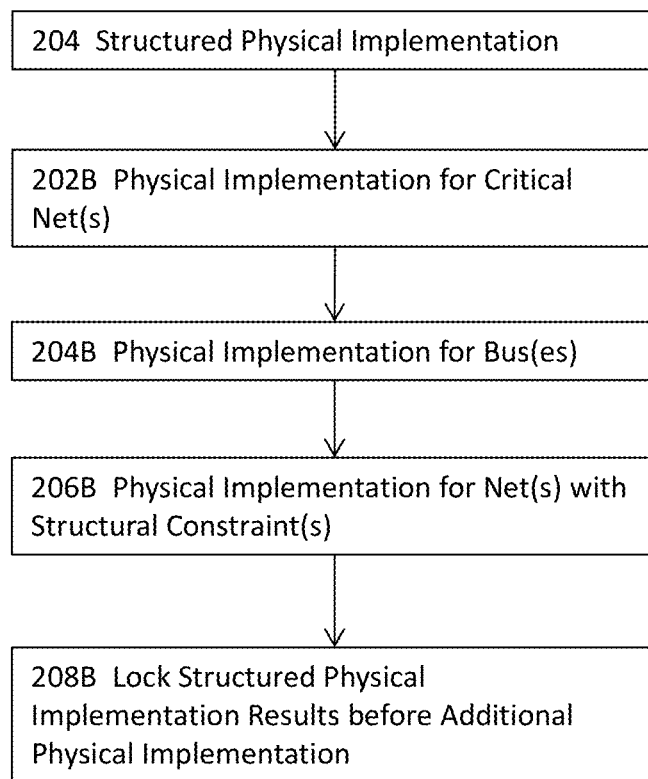 204 Structured Physical Implementation
202B Physical Implementation for Critical
Net(s)
204B Physical Implementation for Bus(es)
206B Physical Implementation for Net(s) with
Structural Constraint(s)
208B Lock Structured Physical
Implementation Results before Additional
Physical Implementation